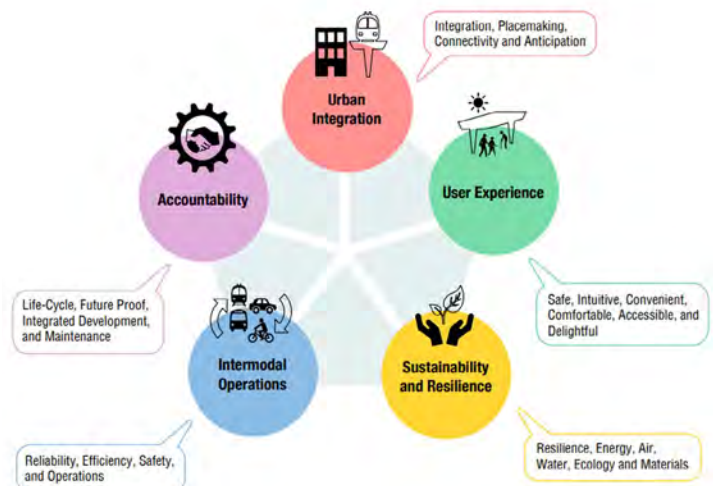 Integration, Placemaking,
Connectivity and Anticipation
Urban
Integration
Accountability
User Experience
Life-Cycle, Future Proof,
Integrated Development,
and Maintenance
Safe, Intuitive, Convenient,
Comfortable, Accessible, and
Delightful
Intermodal
Operations
Sustainability
and Resilience
Reliability, Efficiency, Safety,
and Operations
Resilience, Energy, Air,
Water, Ecology and Materials